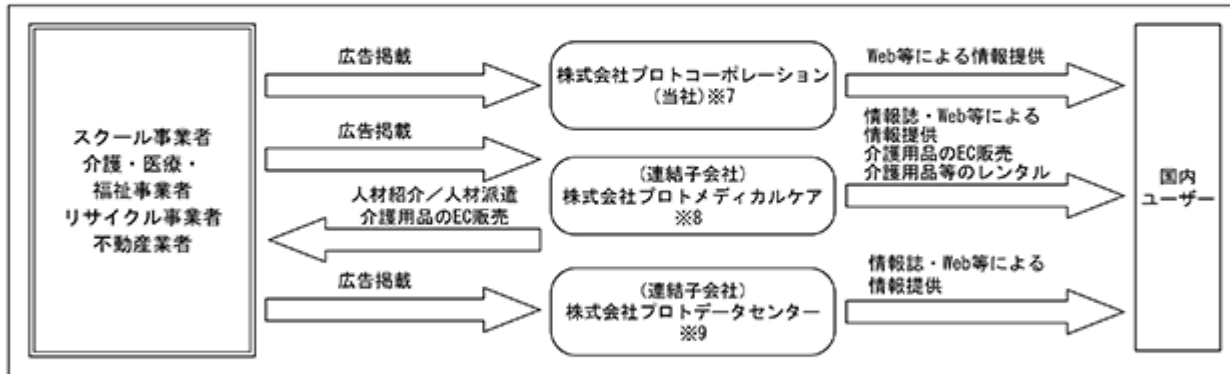 スクール事業者
介護・医療・
福祉事業者
リサイクル事業者
不動産業者
広告掲載
株式会社プロトコーポレーション
(当社)※7
Web等による情報提供
広告掲載
(連結子会社)
株式会社プロトメディカルケア
※8
情報誌・Web等による
情報提供
介護用品のEC販売
介護用品等のレンタル
人材紹介／人材派遣
介護用品のEC販売
広告掲載
(連結子会社)
株式会社プロトデータセンター
※9
情報誌・Web等による
情報提供
国内
ユーザー